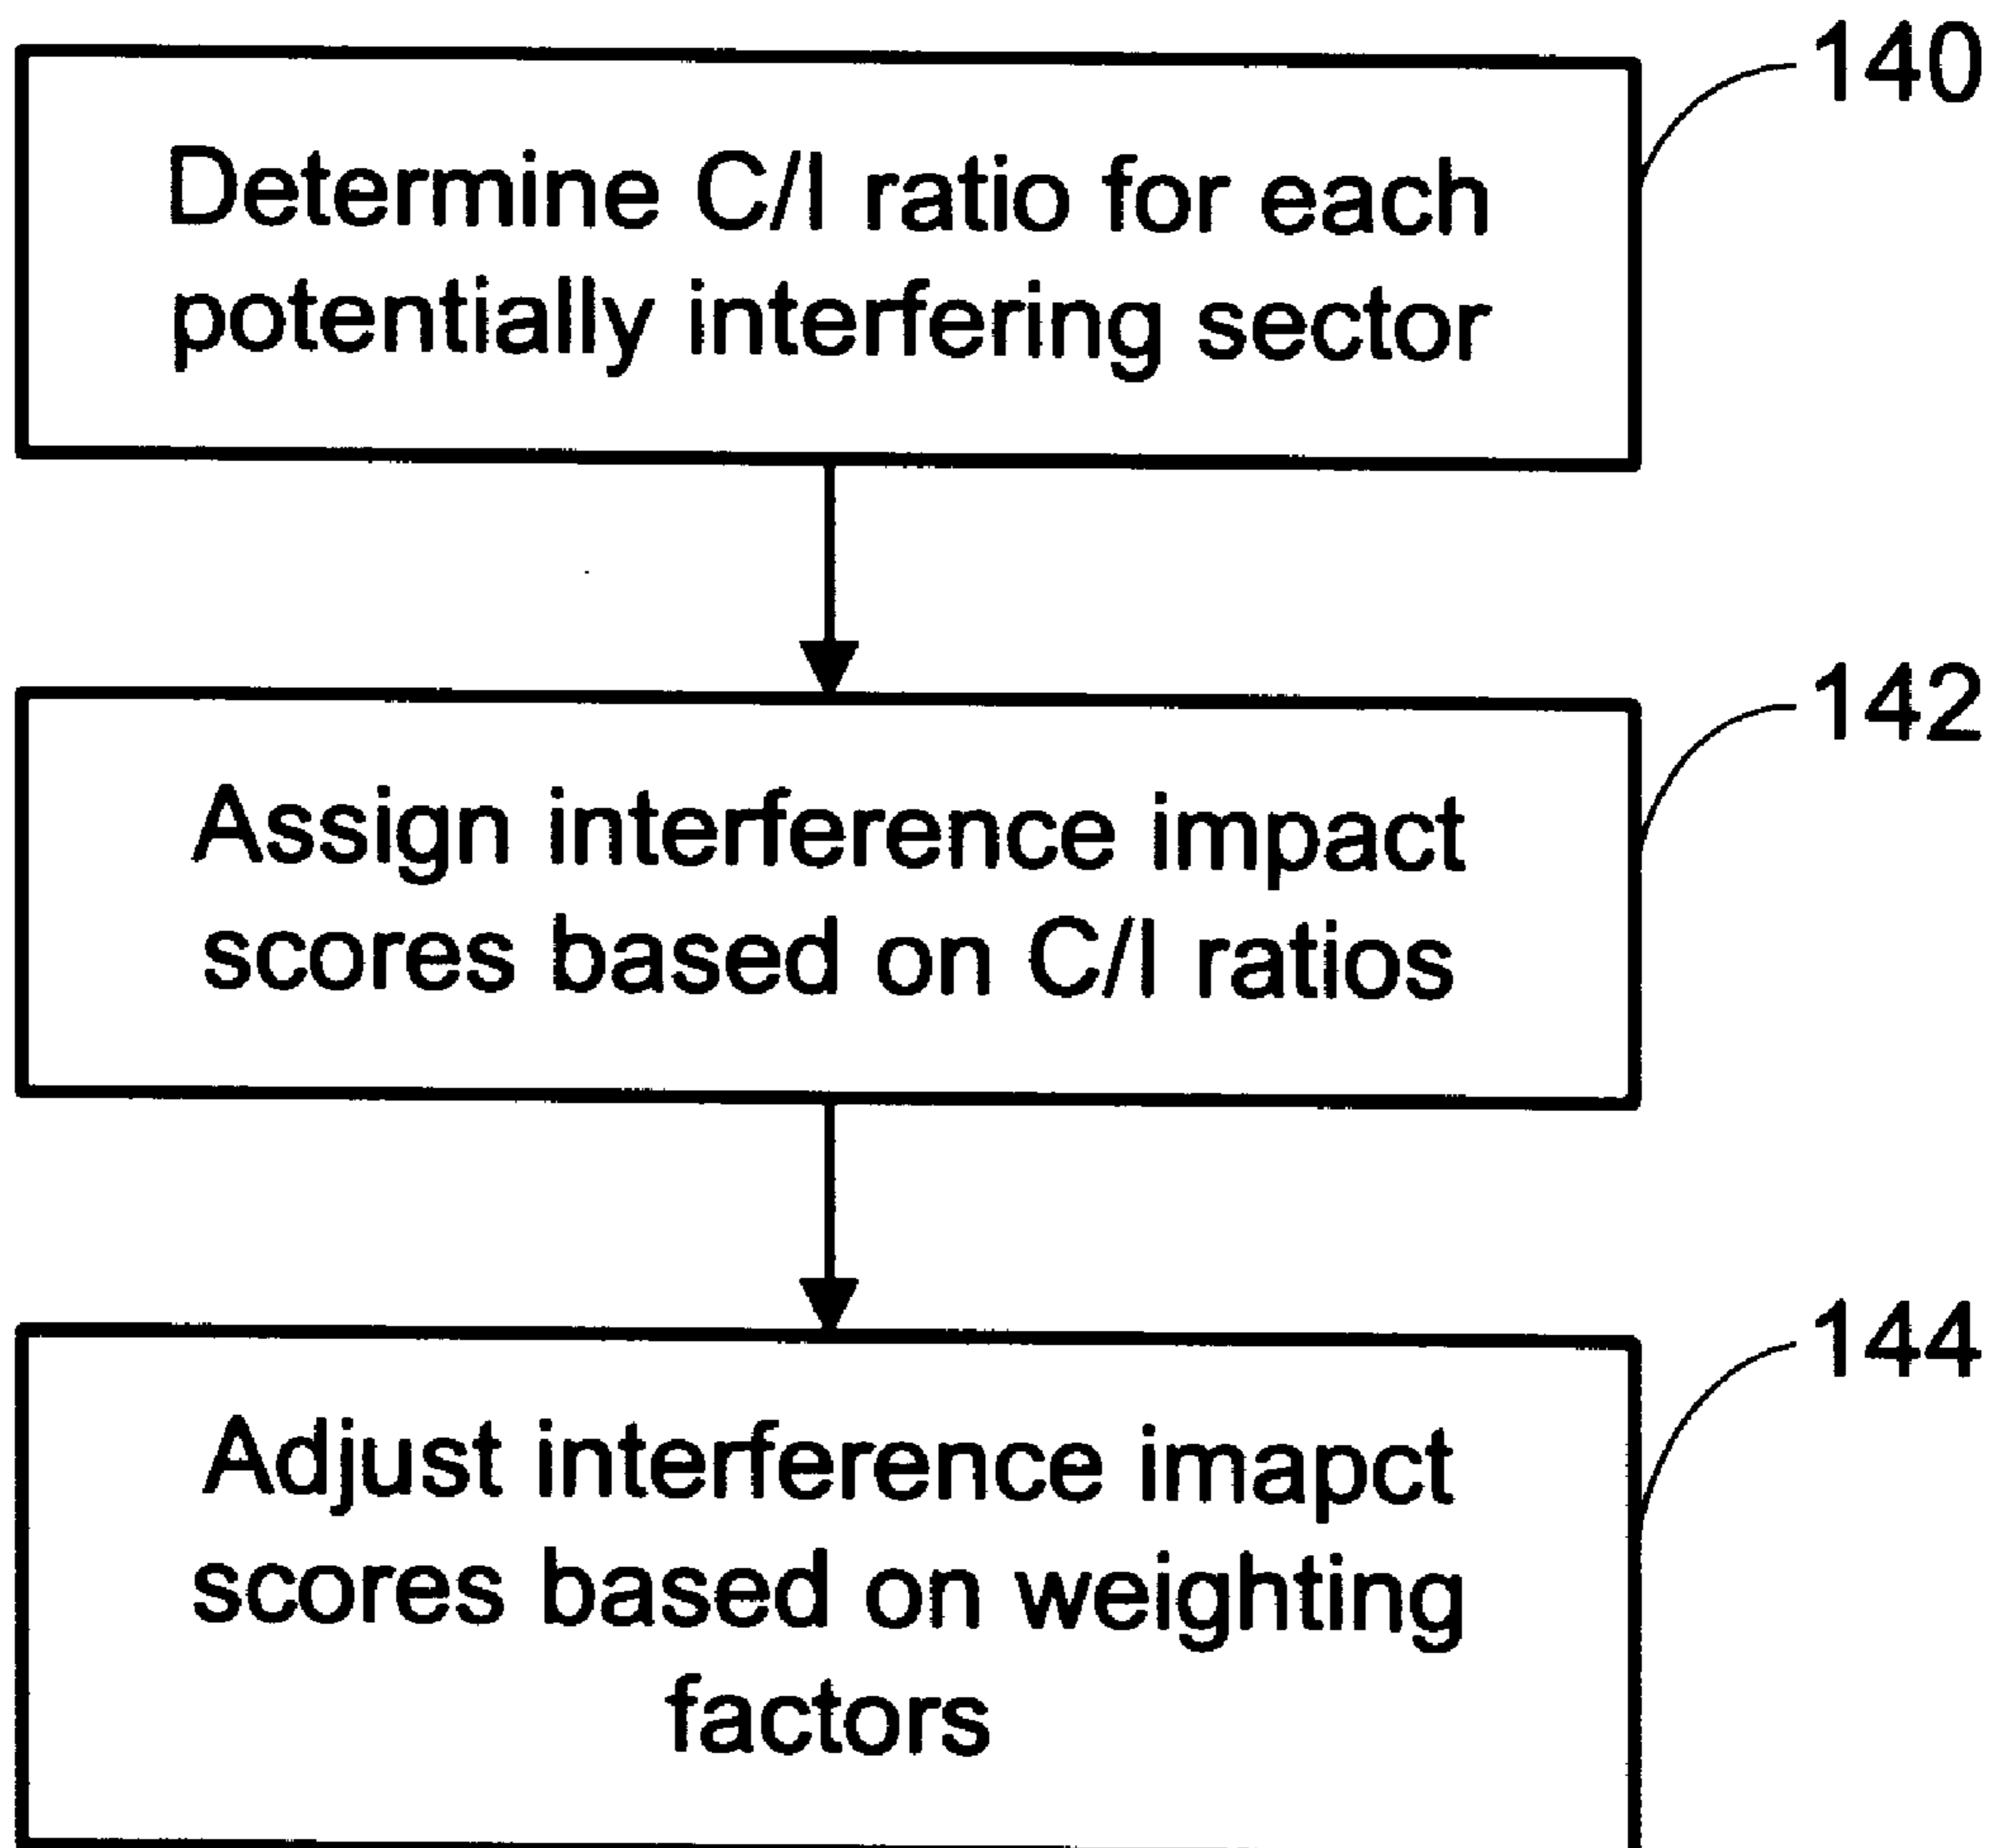 140
Determine C/I ratio for each
potentially interfering sector
142
Assign interference impact
scores based on C/I ratios
144
Adjust interference imapct
scores based on weighting
factors